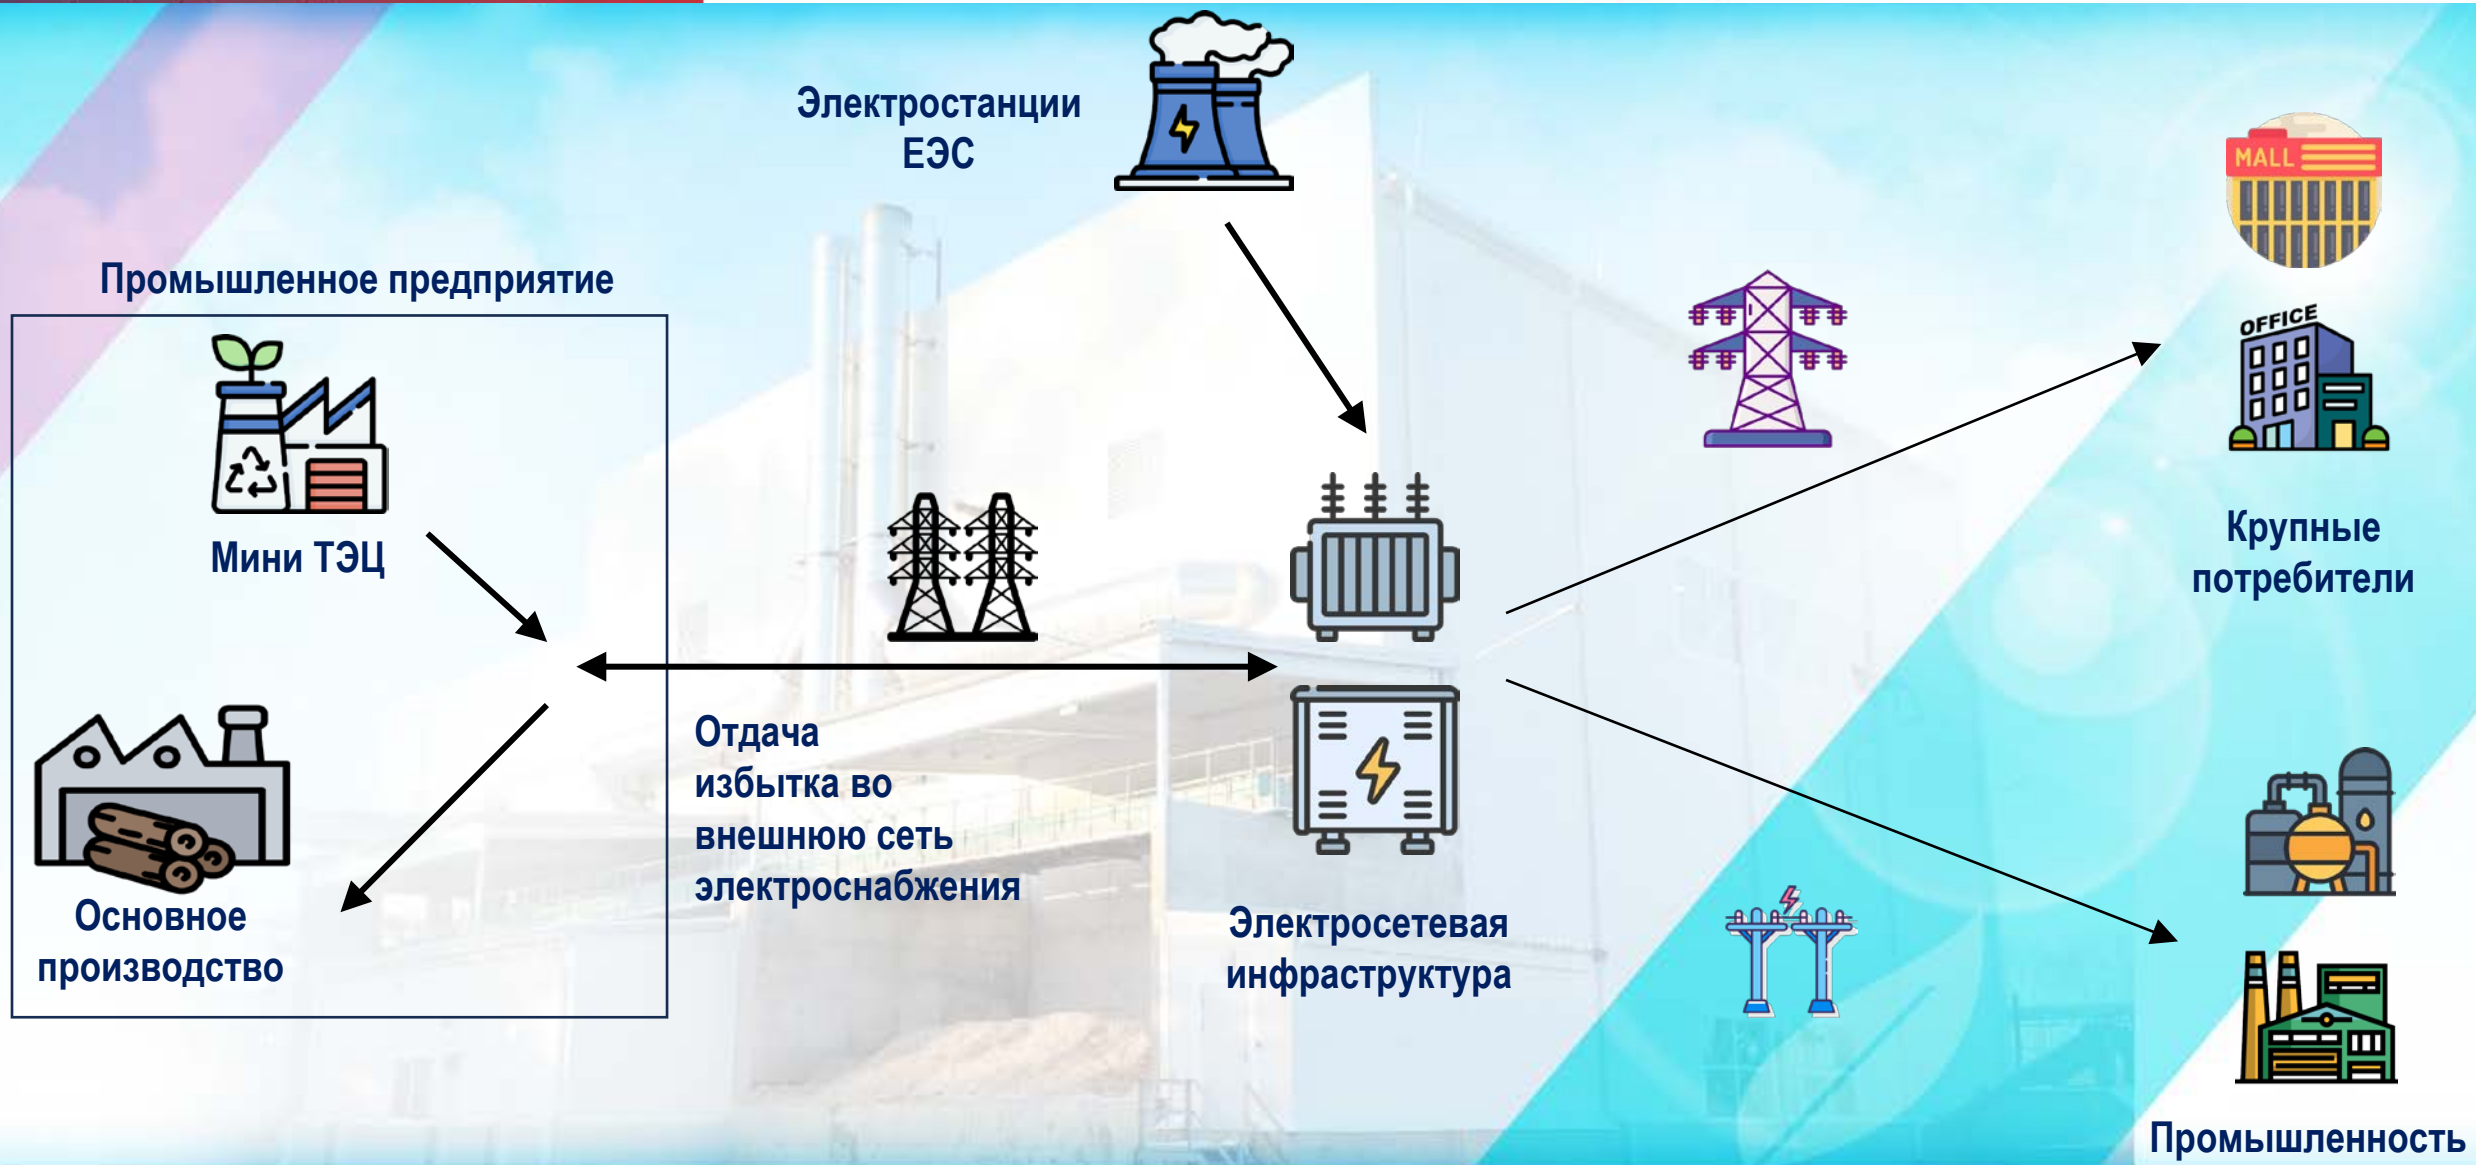 Электростанции
ЕЭС
MALL
Промышленное предприятие
OFFICE
Мини ТЭЦ
Крупные
потребители
Отдача
избытка во
внешнюю сеть
электроснабжения
Основное
производство
Электросетевая
инфраструктура
Промышленность